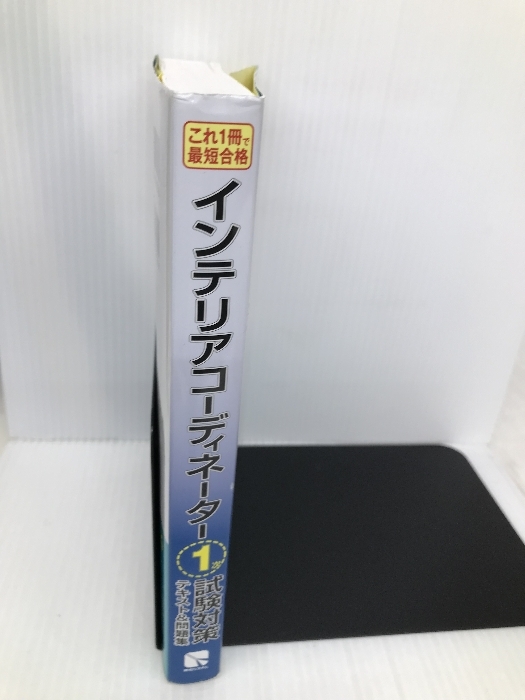 これ1冊で
最短合格
インテリアコーディネーター
1次
試験対策
テキスト&問題集